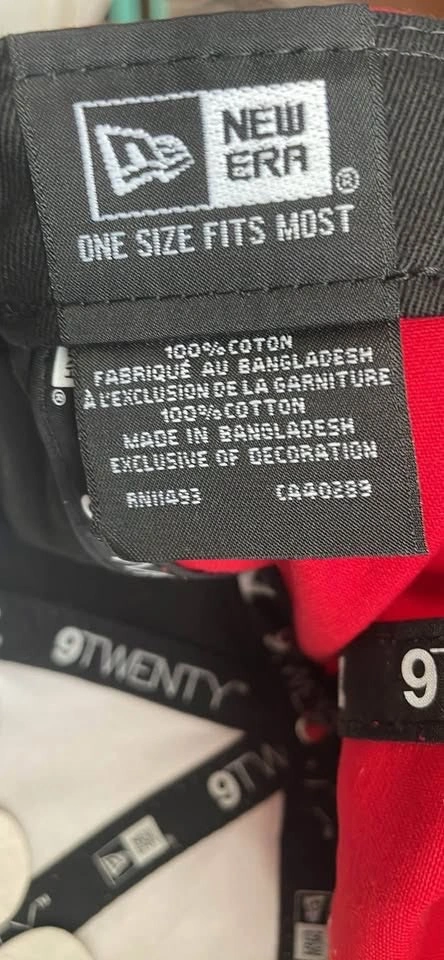 NEW
ERA
®
ONE SIZE FITS MOST
100% COTON
FABRIQUÉ AU BANGLADESH
À L'EXCLUSION DE LA GARNITURE
100% COTTON
MADE IN BANGLADESH
EXCLUSIVE OF DECORATION
RN11493 CA40289
®
9TWENTY
9TW